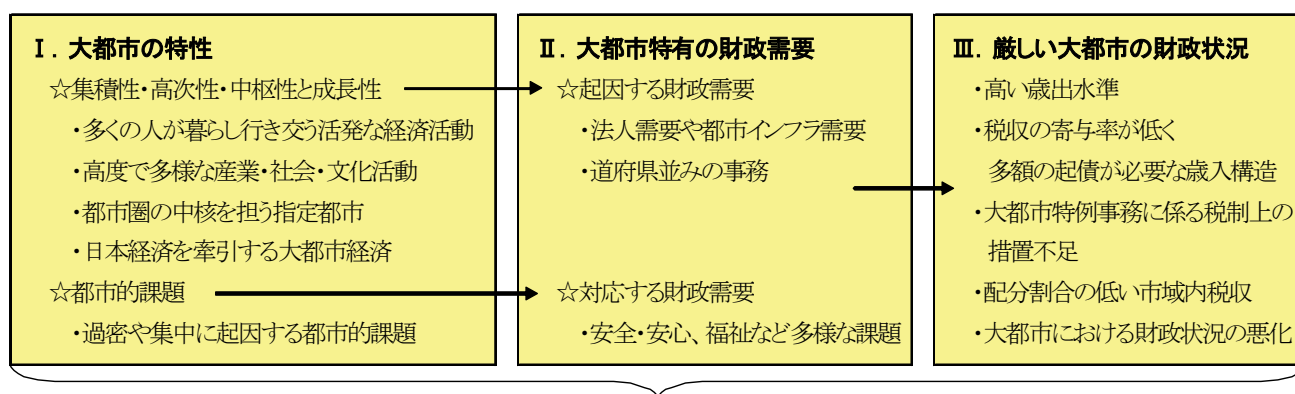 Ⅰ．大都市の特性
☆集積性・高次性・中枢性と成長性
・多くの人が暮らし行き交う活発な経済活動
・高度で多様な産業・社会・文化活動
・都市圏の中核を担う指定都市
・日本経済を牽引する大都市経済
☆都市的課題
・過密や集中に起因する都市的課題
Ⅱ．大都市特有の財政需要
☆起因する財政需要
・法人需要や都市インフラ需要
・道府県並みの事務
☆対応する財政需要
・安全・安心、福祉など多様な課題
Ⅲ．厳しい大都市の財政状況
・高い歳出水準
・税収の寄与率が低く
多額の起債が必要な歳入構造
・大都市特例事務に係る税制上の
措置不足
・配分割合の低い市域内税収
・大都市における財政状況の悪化